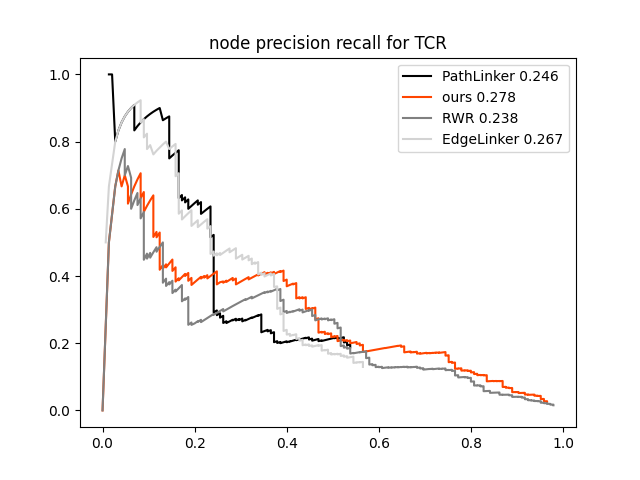 node precision recall for TCR
PathLinker 0.246
ours 0.278
RWR 0.238
EdgeLinker 0.267
1.0
0.8
0.6
0.4
0.2
0.0
0.0 0.2 0.4 0.6 0.8 1.0